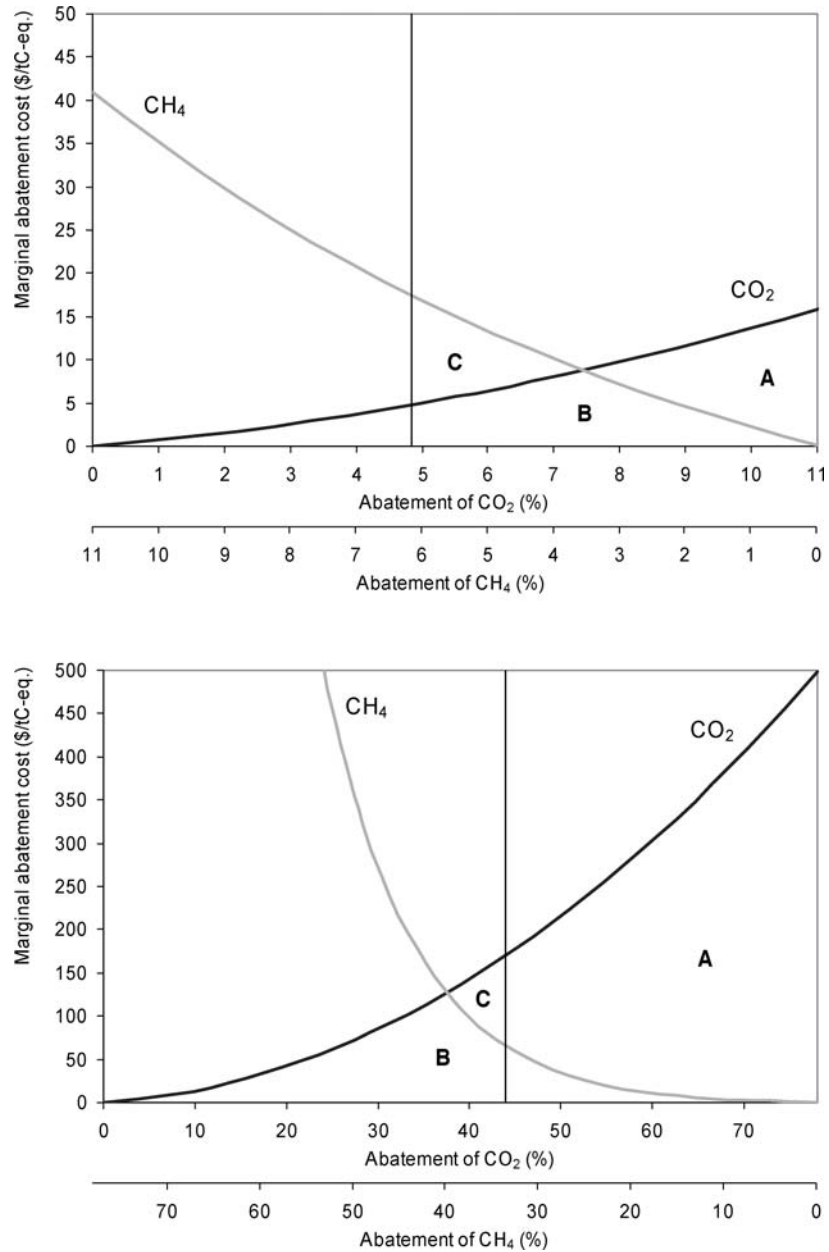 Marginal abatement cost ($/tC-eq.)
50
45
40
35
30
25
20
15
10
5
0
CH₄
CO₂
C
A
B
0 1 2 3 4 5 6 7 8 9 10 11
Abatement of CO₂ (%)
11 10 9 8 7 6 5 4 3 2 1 0
Abatement of CH₄ (%)
Marginal abatement cost ($/tC-eq.)
500
450
400
350
300
250
200
150
100
50
0
CH₄
CO₂
A
C
B
0 10 20 30 40 50 60 70
Abatement of CO₂ (%)
70 60 50 40 30 20 10 0
Abatement of CH₄ (%)